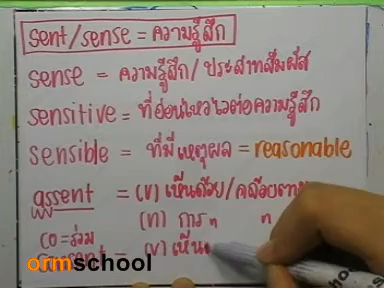 sent/sense = ความรู้สึก
sense = ความรู้สึก/ประสาทสัมผัส
sensitive = ที่อ่อนไหวไวต่อความรู้สึก
sensible = ที่มีเหตุผล = reasonable
assent = (v) เห็นด้วย/คล้อยตาม
(n) การ " "
co = ร่วม
= (v) เห็น
ormschool